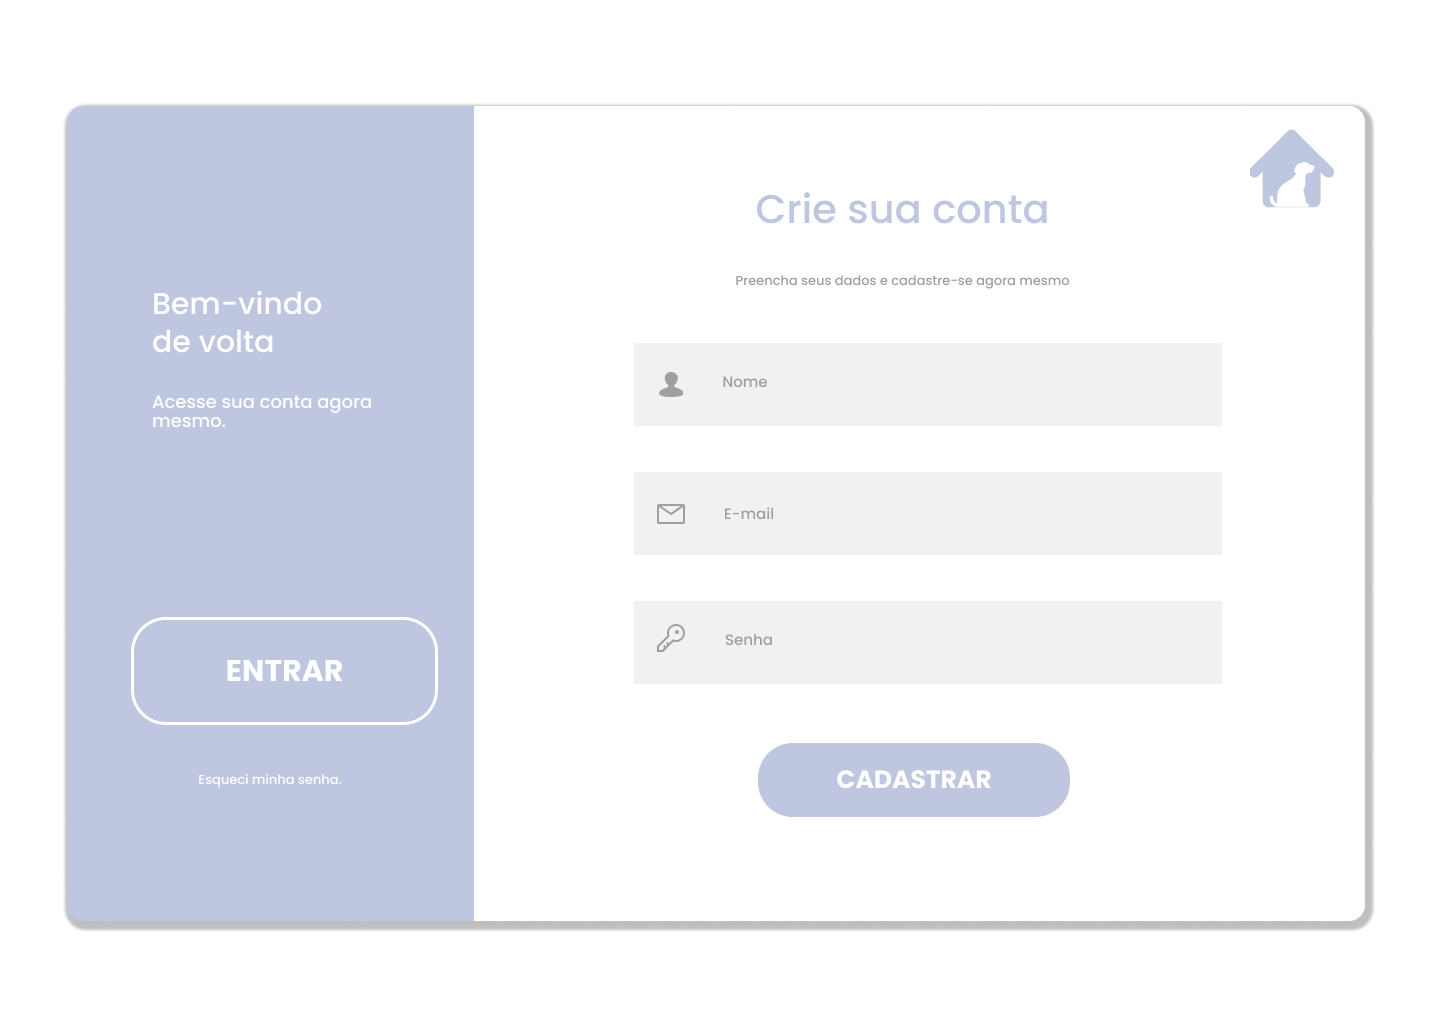 Bem-vindo
de volta
Acesse sua conta agora
mesmo.
ENTRAR
Esqueci minha senha.
Crie sua conta
Preencha seus dados e cadastre-se agora mesmo
Nome
E-mail
Senha
CADASTRAR